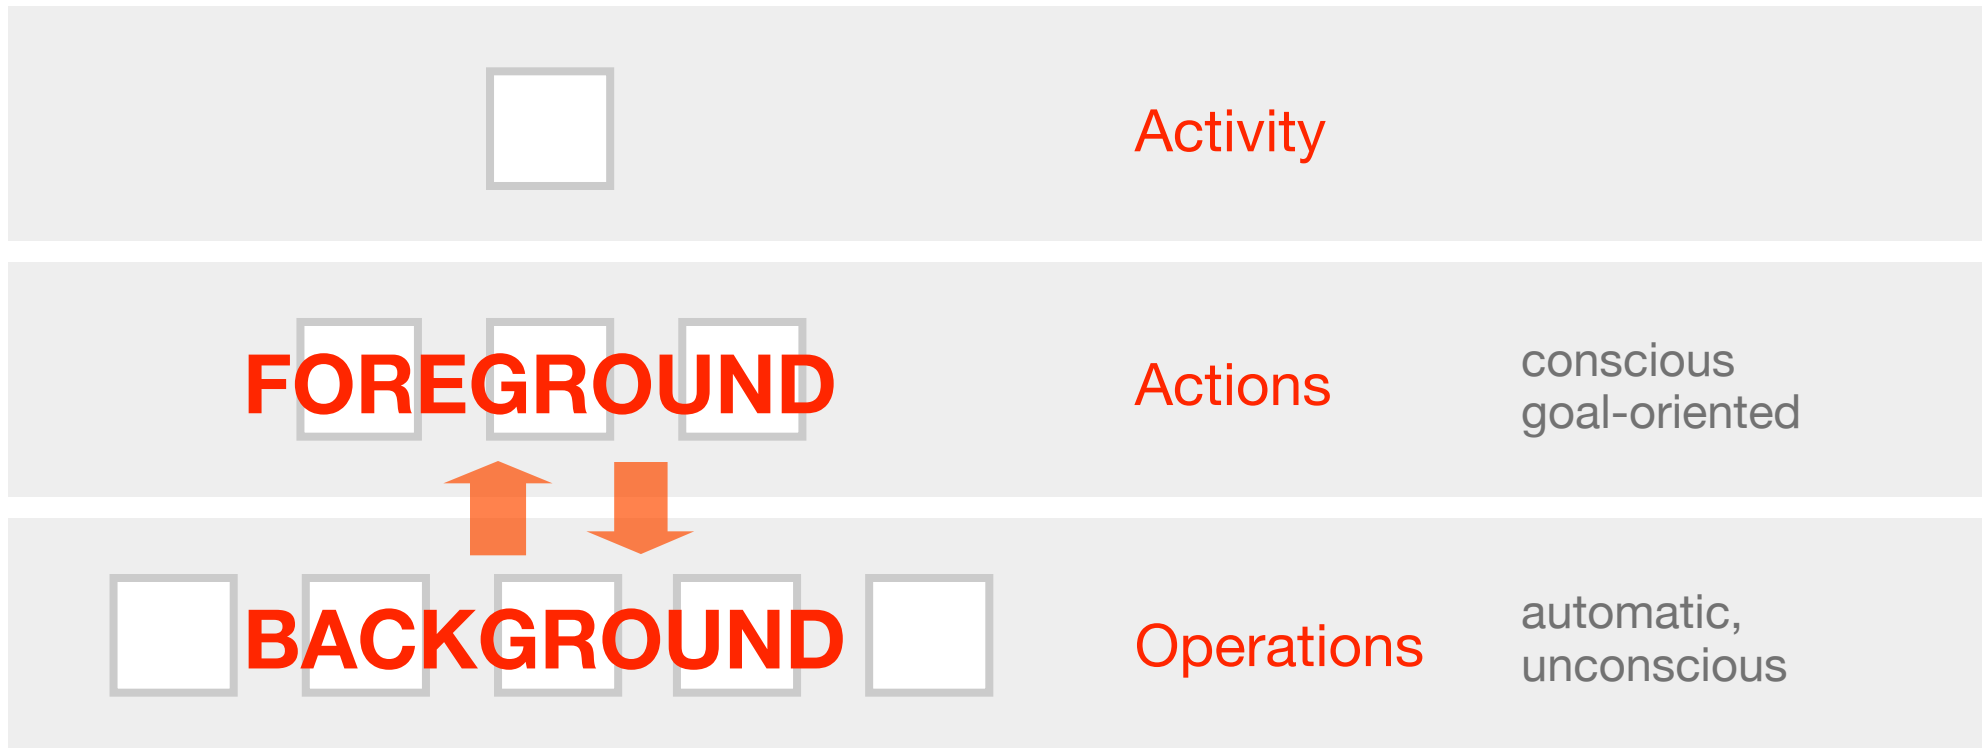 Activity
FOREGROUND
Actions
conscious
goal-oriented
BACKGROUND
Operations
automatic,
unconscious